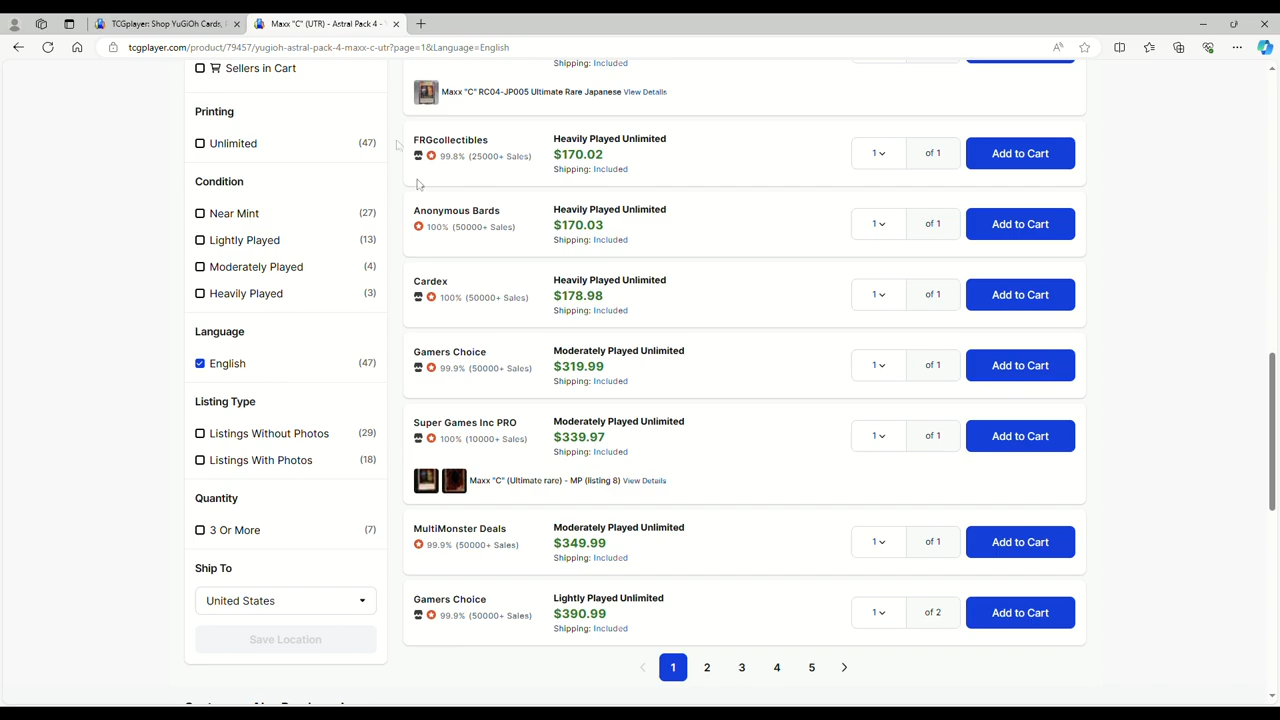 TCGplayer: Shop YuGiOh Cards,
Maxx "C" (UTR) - Astral Pack 4 -
tcgplayer.com/product/79457/yugioh-astral-pack-4-maxx-c-utr?page=1&Language=English
Sellers in Cart
Printing
Unlimited (47)
Condition
Near Mint (27)
Lightly Played (13)
Moderately Played (4)
Heavily Played (3)
Language
English (47)
Listing Type
Listings Without Photos (29)
Listings With Photos (18)
Quantity
3 Or More (7)
Ship To
United States
Save Location
Shipping: Included
Maxx "C" RC04-JP005 Ultimate Rare Japanese View Details
FRGcollectibles
99.8% (25000+ Sales)
Heavily Played Unlimited
$170.02
Shipping: Included
1 of 1 Add to Cart
Anonymous Bards
100% (50000+ Sales)
Heavily Played Unlimited
$170.03
Shipping: Included
1 of 1 Add to Cart
Cardex
100% (50000+ Sales)
Heavily Played Unlimited
$178.98
Shipping: Included
1 of 1 Add to Cart
Gamers Choice
99.9% (50000+ Sales)
Moderately Played Unlimited
$319.99
Shipping: Included
1 of 1 Add to Cart
Super Games Inc PRO
100% (10000+ Sales)
Moderately Played Unlimited
$339.97
Shipping: Included
1 of 1 Add to Cart
Maxx "C" (Ultimate rare) - MP (listing 8) View Details
MultiMonster Deals
99.9% (50000+ Sales)
Moderately Played Unlimited
$349.99
Shipping: Included
1 of 1 Add to Cart
Gamers Choice
99.9% (50000+ Sales)
Lightly Played Unlimited
$390.99
Shipping: Included
1 of 2 Add to Cart
1 2 3 4 5